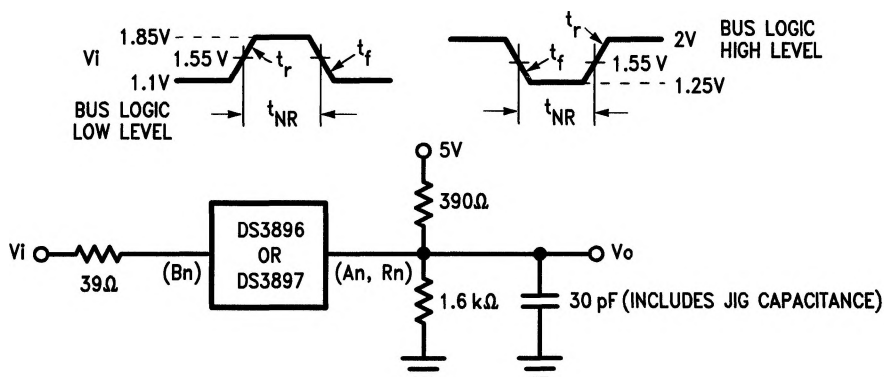 1.85V
Vi
1.55 V
tr
tf
1.1V
BUS LOGIC
LOW LEVEL
tNR
tr
2V
BUS LOGIC
HIGH LEVEL
tf
1.55 V
1.25V
tNR
5V
390Ω
Vi
39Ω
(Bn)
DS3896
OR
DS3897
(An, Rn)
Vo
1.6 kΩ
30 pF (INCLUDES JIG CAPACITANCE)